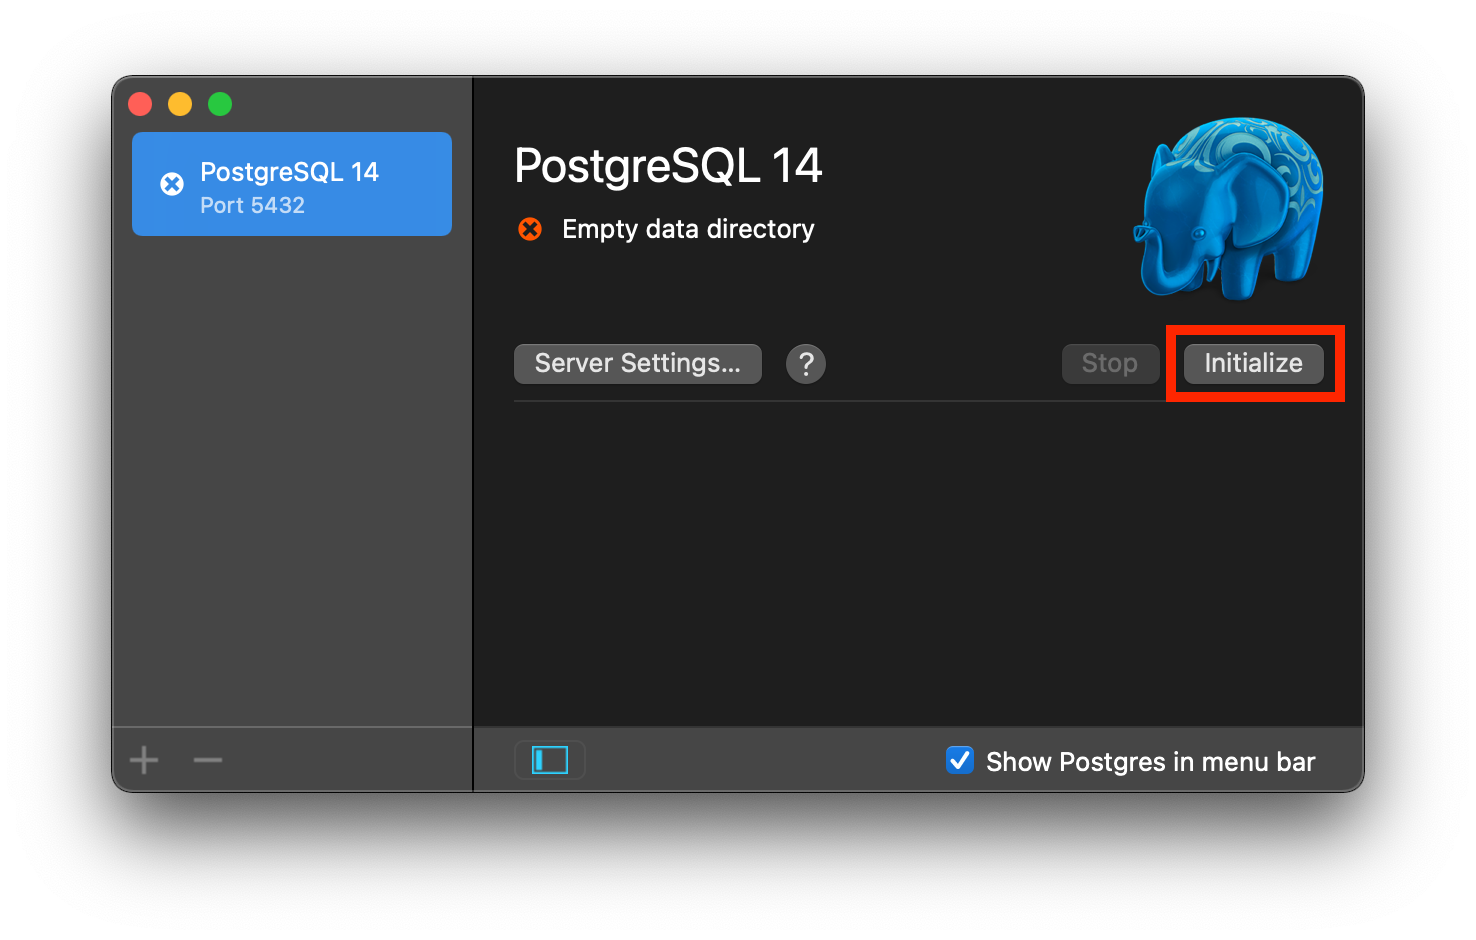 PostgreSQL 14
Port 5432
PostgreSQL 14
Empty data directory
Server Settings...
?
Stop
Initialize
Show Postgres in menu bar